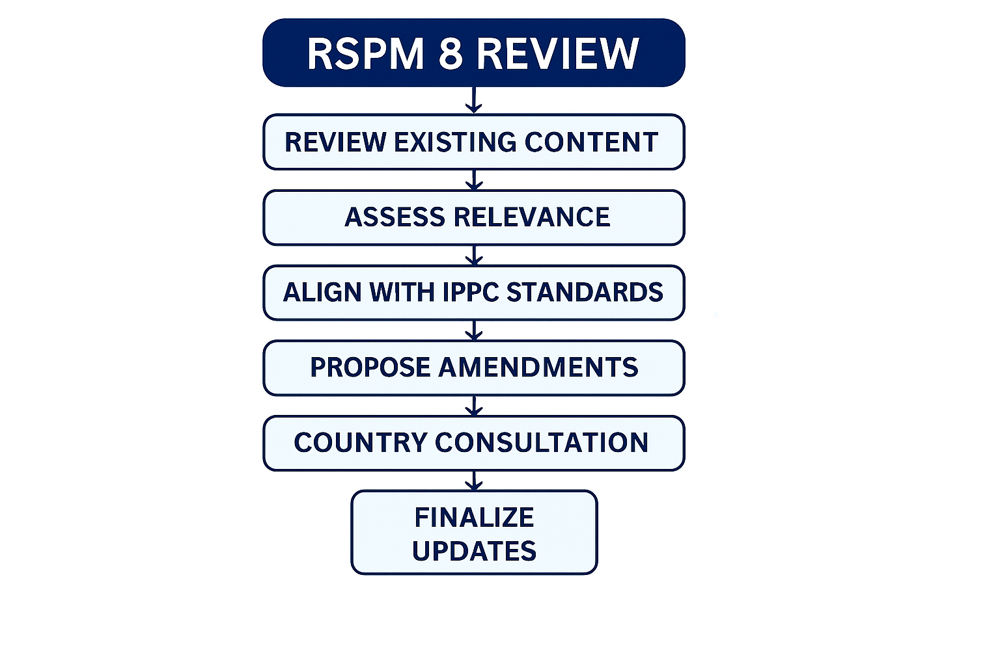 RSPM 8 REVIEW
REVIEW EXISTING CONTENT
ASSESS RELEVANCE
ALIGN WITH IPPC STANDARDS
PROPOSE AMENDMENTS
COUNTRY CONSULTATION
FINALIZE
UPDATES